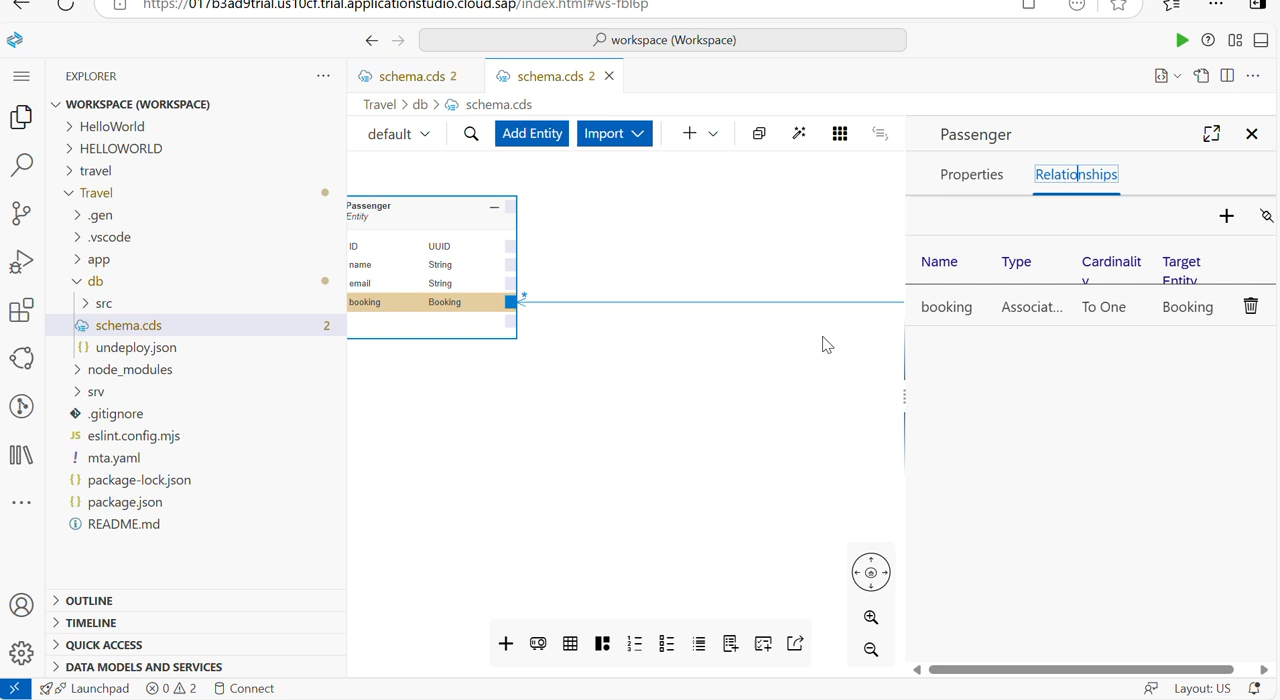 https://017b3ad9trial.us10cf.trial.applicationstudio.cloud.sap/index.html#ws-fbl6p
workspace (Workspace)
EXPLORER
WORKSPACE (WORKSPACE)
HelloWorld
HELLOWORLD
travel
Travel
.gen
.vscode
app
db
src
schema.cds 2
undeploy.json
node_modules
srv
.gitignore
JS eslint.config.mjs
! mta.yaml
package-lock.json
package.json
README.md
OUTLINE
TIMELINE
QUICK ACCESS
DATA MODELS AND SERVICES
schema.cds 2
schema.cds 2
Travel > db > schema.cds
default
Add Entity
Import
Passenger
Entity
ID UUID
name String
email String
booking Booking
*
Passenger
Properties
Relationships
Name Type Cardinality Target Entity
booking Associat... To One Booking
Launchpad
0 2
Connect
Layout: US